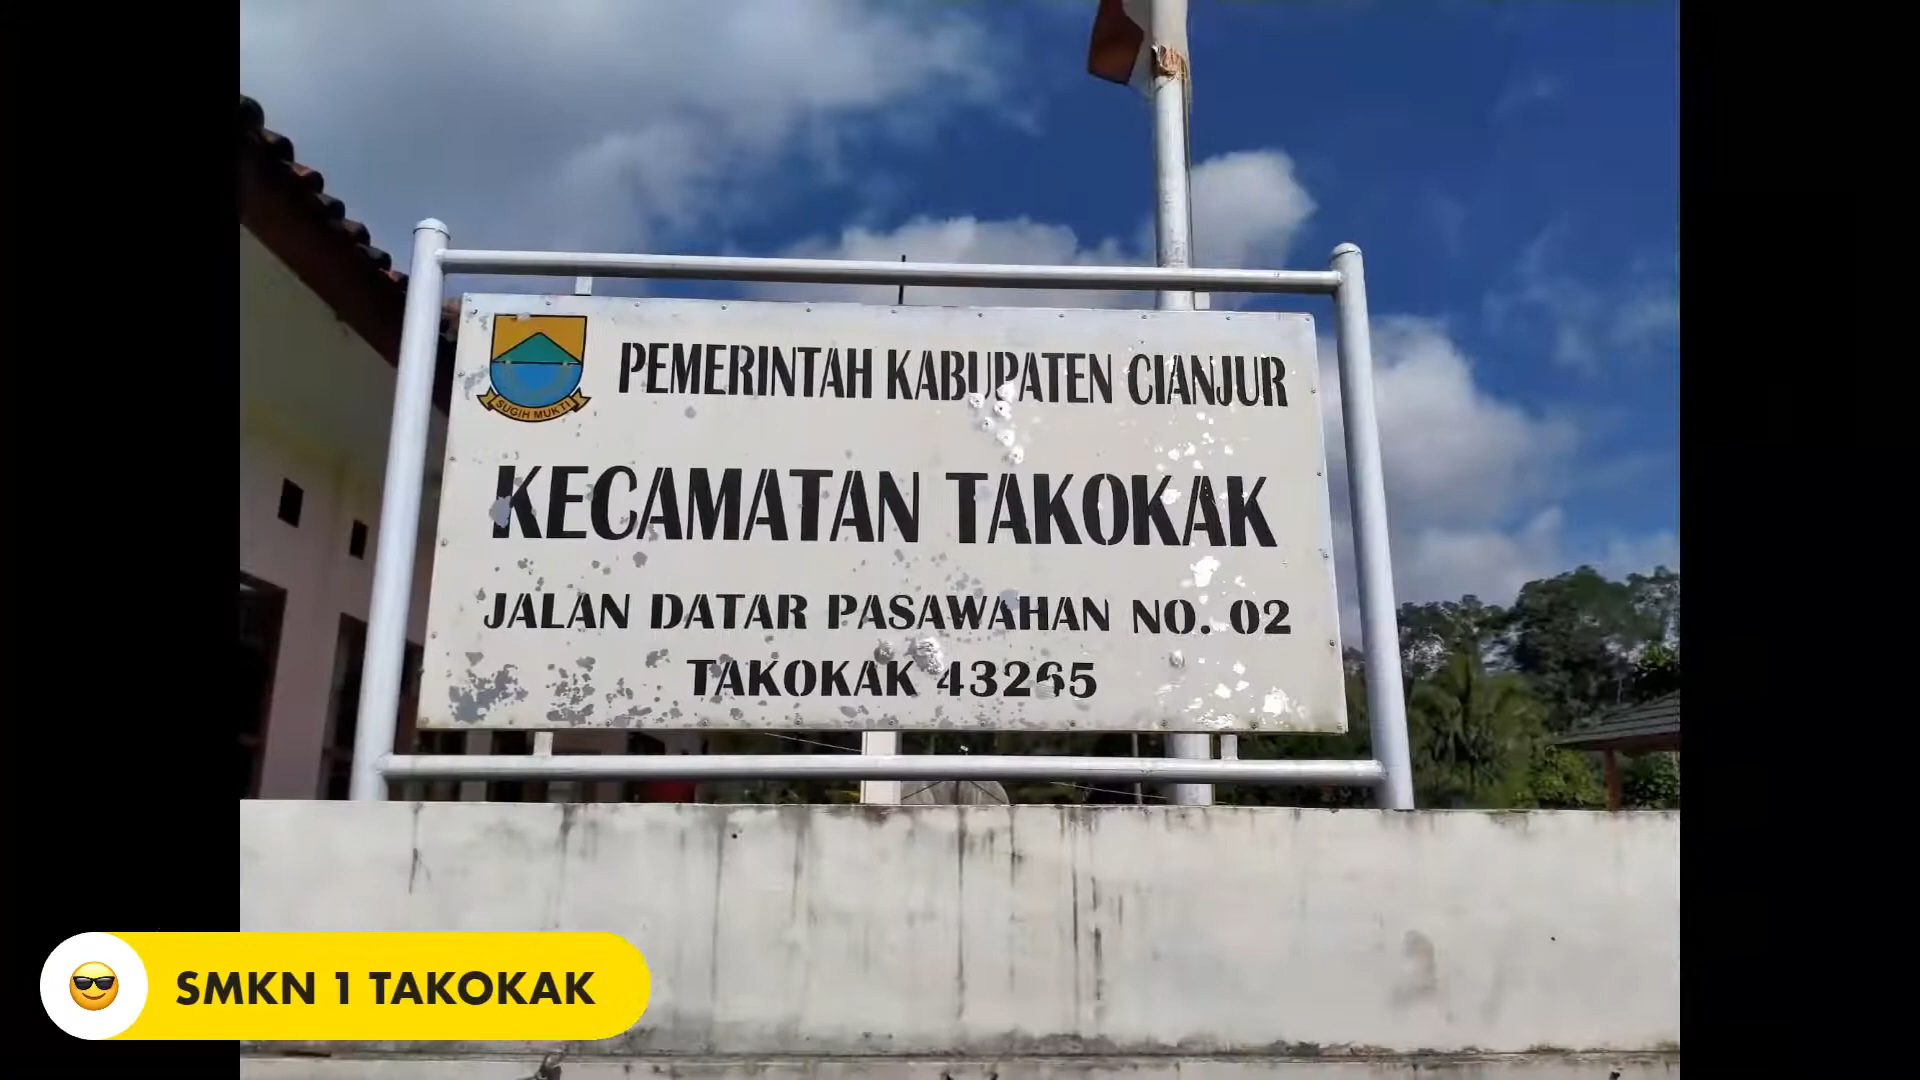 PEMERINTAH KABUPATEN CIANJUR
SUGIH MUKTI
KECAMATAN TAKOKAK
JALAN DATAR PASAWAHAN NO. 02
TAKOKAK 43265
SMKN 1 TAKOKAK